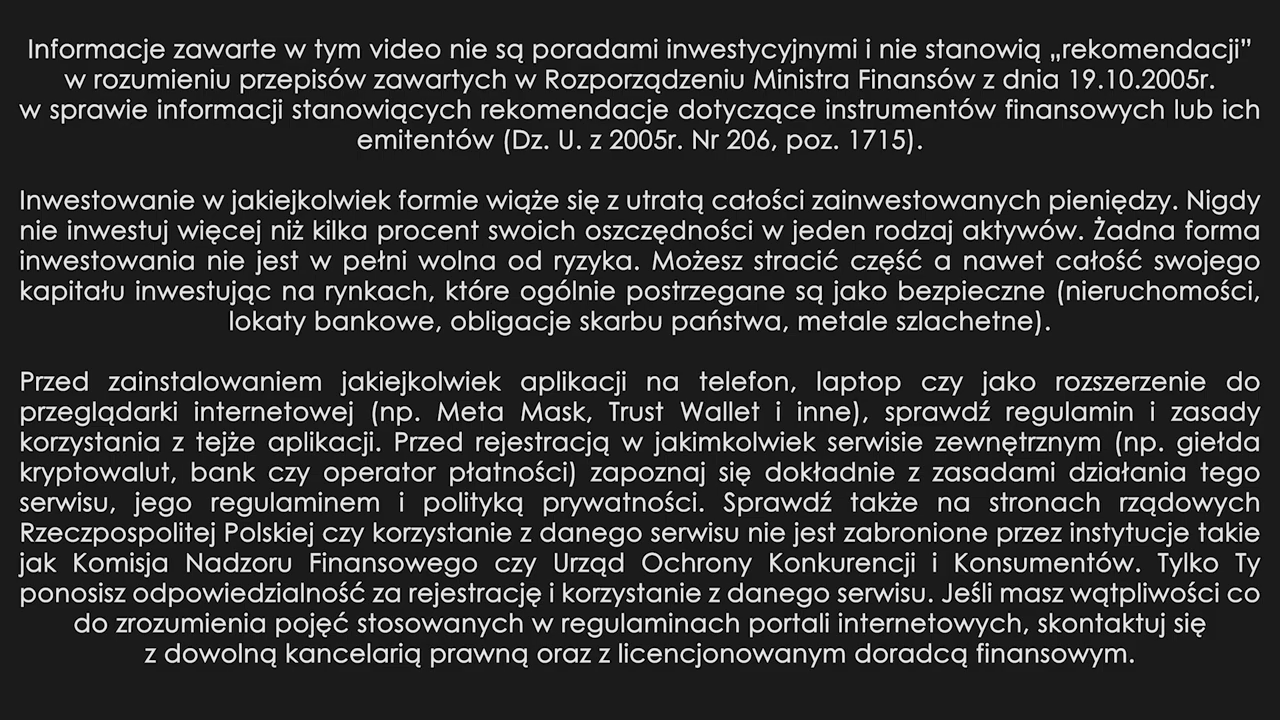 Informacje zawarte w tym video nie są poradami inwestycyjnymi i nie stanowią „rekomendacji”
w rozumieniu przepisów zawartych w Rozporządzeniu Ministra Finansów z dnia 19.10.2005r.
w sprawie informacji stanowiących rekomendacje dotyczące instrumentów finansowych lub ich
emitentów (Dz. U. z 2005r. Nr 206, poz. 1715).
Inwestowanie w jakiejkolwiek formie wiąże się z utratą całości zainwestowanych pieniędzy. Nigdy
nie inwestuj więcej niż kilka procent swoich oszczędności w jeden rodzaj aktywów. Żadna forma
inwestowania nie jest w pełni wolna od ryzyka. Możesz stracić część a nawet całość swojego
kapitału inwestując na rynkach, które ogólnie postrzegane są jako bezpieczne (nieruchomości,
lokaty bankowe, obligacje skarbu państwa, metale szlachetne).
Przed zainstalowaniem jakiejkolwiek aplikacji na telefon, laptop czy jako rozszerzenie do
przeglądarki internetowej (np. Meta Mask, Trust Wallet i inne), sprawdź regulamin i zasady
korzystania z tejże aplikacji. Przed rejestracją w jakimkolwiek serwisie zewnętrznym (np. giełda
kryptowalut, bank czy operator płatności) zapoznaj się dokładnie z zasadami działania tego
serwisu, jego regulaminem i polityką prywatności. Sprawdź także na stronach rządowych
Rzeczpospolitej Polskiej czy korzystanie z danego serwisu nie jest zabronione przez instytucje takie
jak Komisja Nadzoru Finansowego czy Urząd Ochrony Konkurencji i Konsumentów. Tylko Ty
ponosisz odpowiedzialność za rejestrację i korzystanie z danego serwisu. Jeśli masz wątpliwości co
do zrozumienia pojęć stosowanych w regulaminach portali internetowych, skontaktuj się
z dowolną kancelarią prawną oraz z licencjonowanym doradcą finansowym.